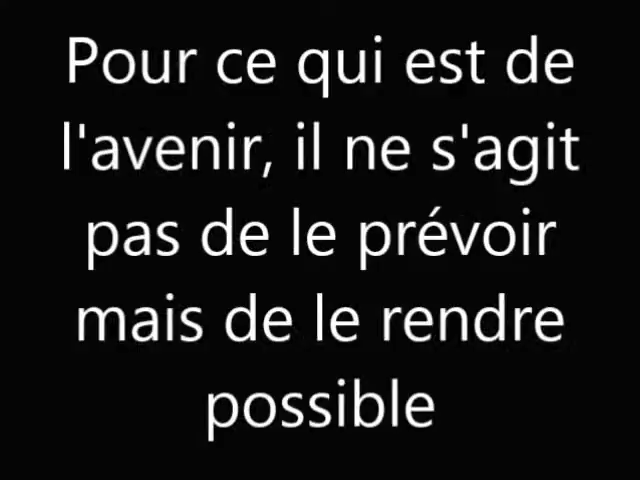 Pour ce qui est de
l'avenir, il ne s'agit
pas de le prévoir
mais de le rendre
possible